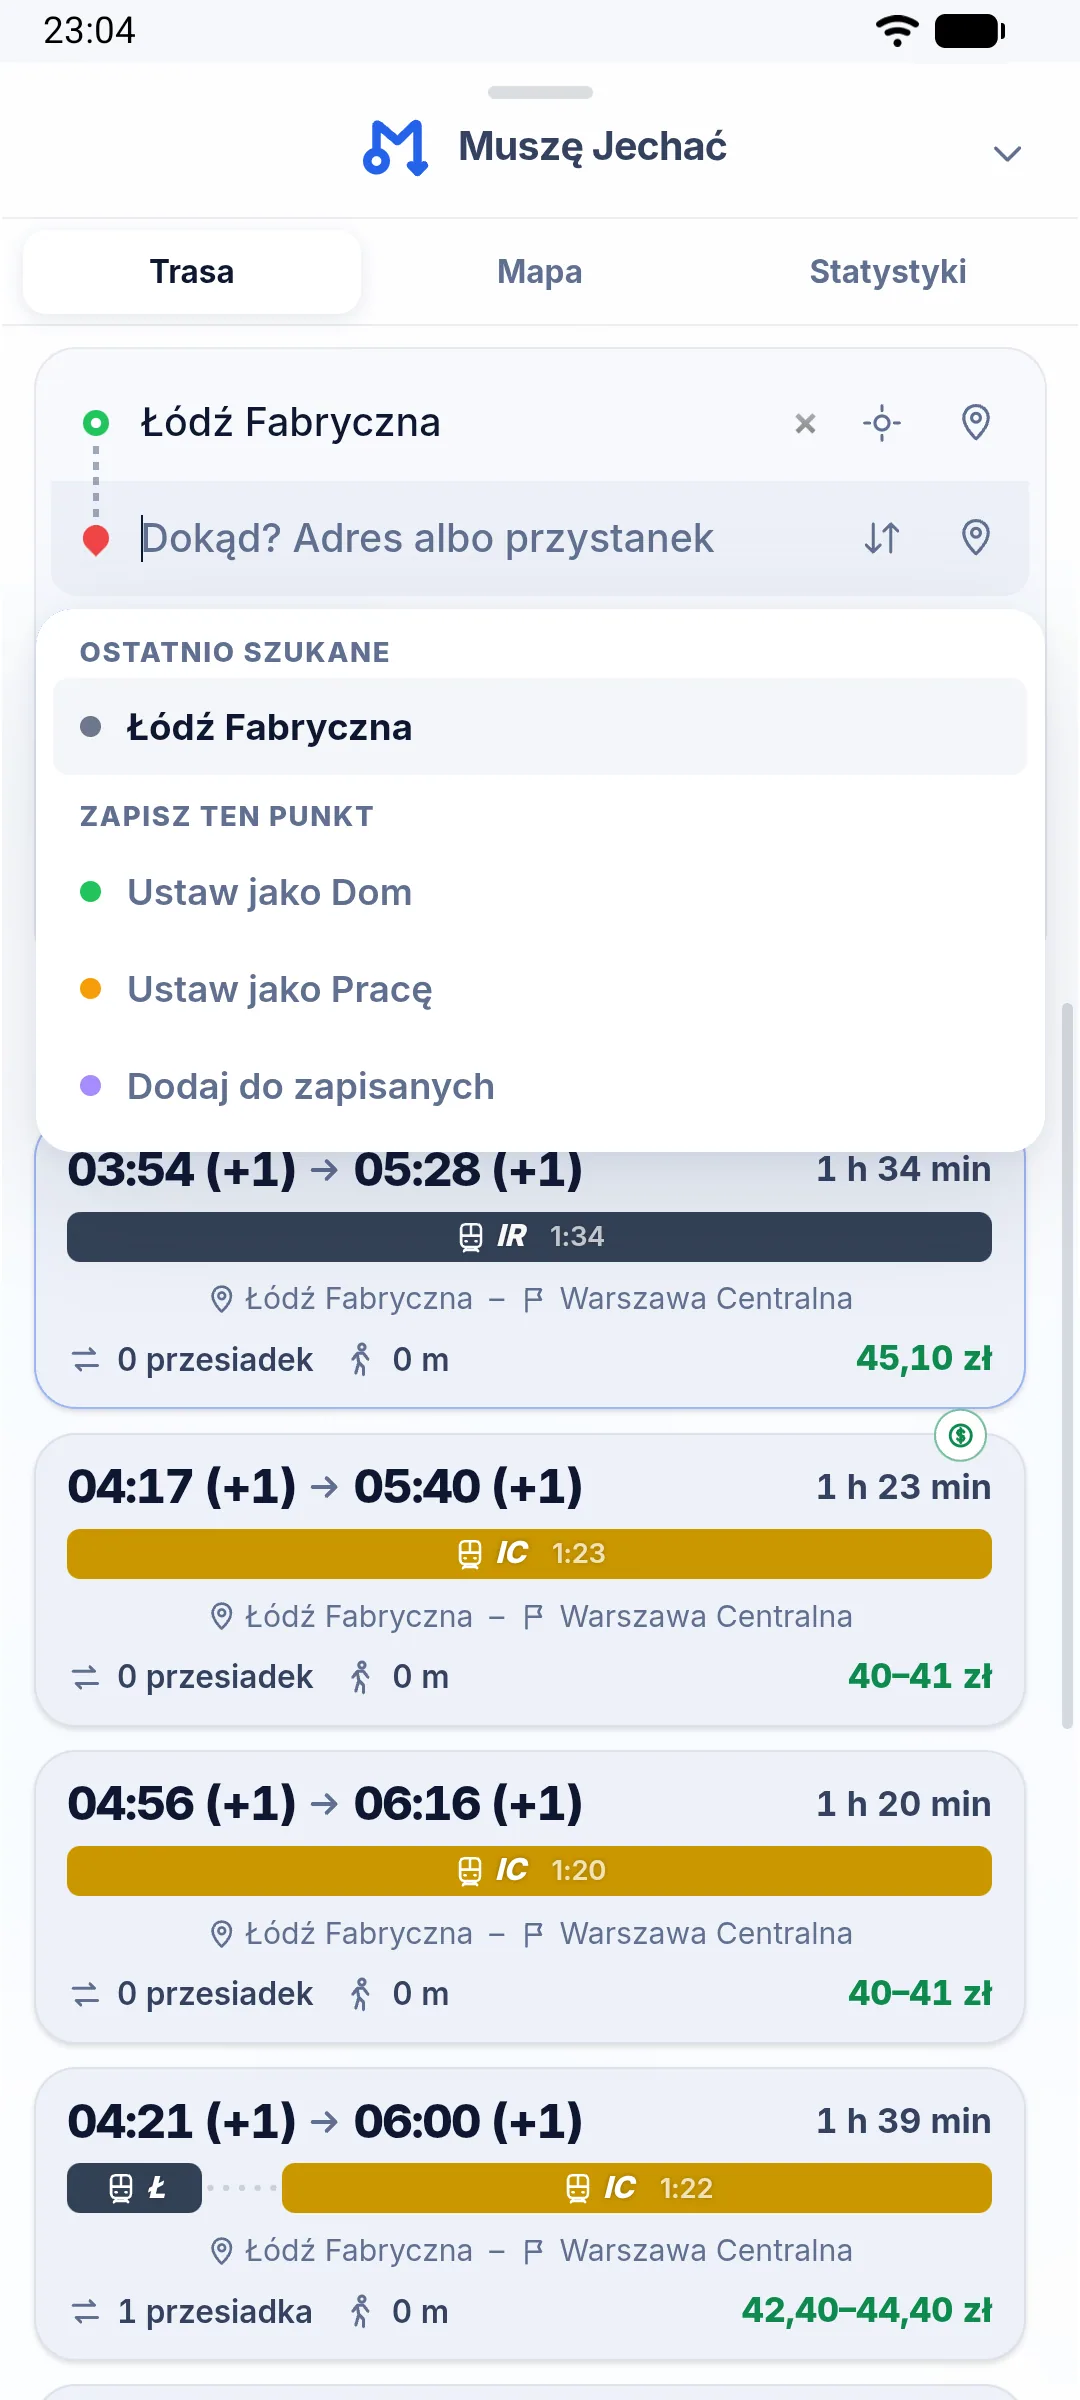 23:04
Muszę Jechać
Trasa
Mapa
Statystyki
Łódź Fabryczna
Dokąd? Adres albo przystanek
OSTATNIO SZUKANE
Łódź Fabryczna
ZAPISZ TEN PUNKT
Ustaw jako Dom
Ustaw jako Pracę
Dodaj do zapisanych
03:54 (+1) → 05:28 (+1) 1 h 34 min
IR 1:34
Łódź Fabryczna – Warszawa Centralna
0 przesiadek 0 m 45,10 zł
04:17 (+1) → 05:40 (+1) 1 h 23 min
IC 1:23
Łódź Fabryczna – Warszawa Centralna
0 przesiadek 0 m 40–41 zł
04:56 (+1) → 06:16 (+1) 1 h 20 min
IC 1:20
Łódź Fabryczna – Warszawa Centralna
0 przesiadek 0 m 40–41 zł
04:21 (+1) → 06:00 (+1) 1 h 39 min
Ł IC 1:22
Łódź Fabryczna – Warszawa Centralna
1 przesiadka 0 m 42,40–44,40 zł